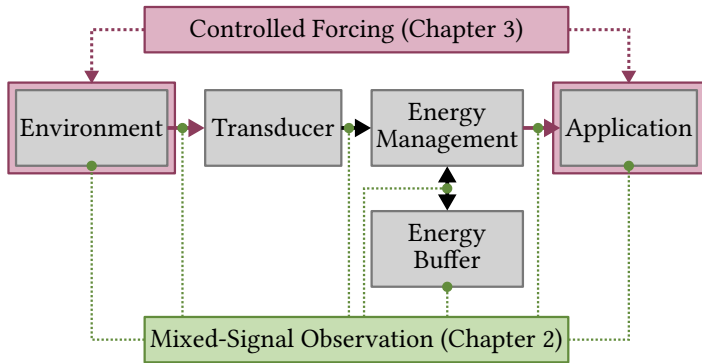 Controlled Forcing (Chapter 3)
Environment
Transducer
Energy
Management
Application
Energy
Buffer
Mixed-Signal Observation (Chapter 2)